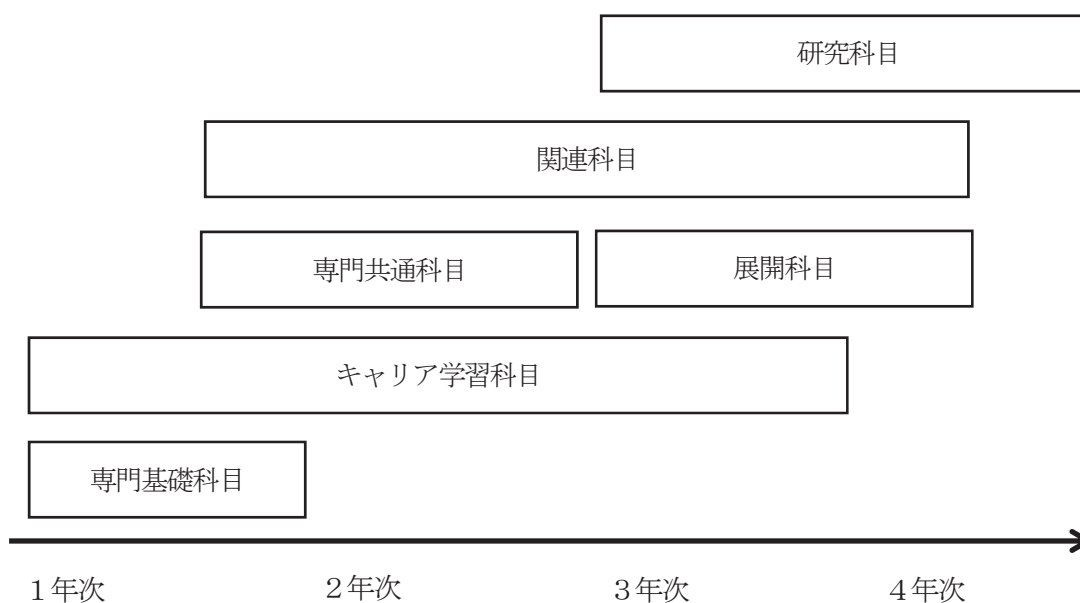 研究科目
関連科目
専門共通科目
展開科目
キャリア学習科目
専門基礎科目
１年次
２年次
３年次
４年次